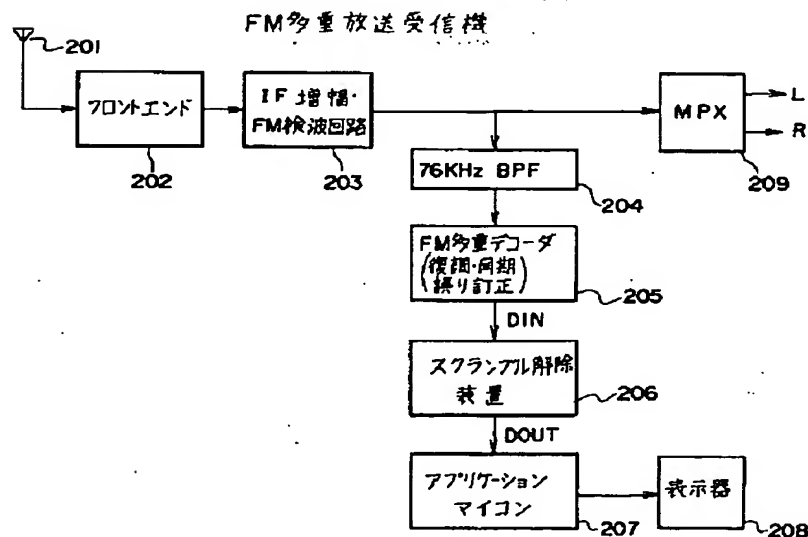 FM多重放送受信機
201
フロントエンド
202
IF増幅・
FM検波回路
203
MPX
L
R
209
76KHz BPF
204
FM多重デコーダ
(復調・同期
誤り訂正)
205
DIN
スクランブル解除
装置
206
DOUT
アプリケーション
マイコン
207
表示器
208